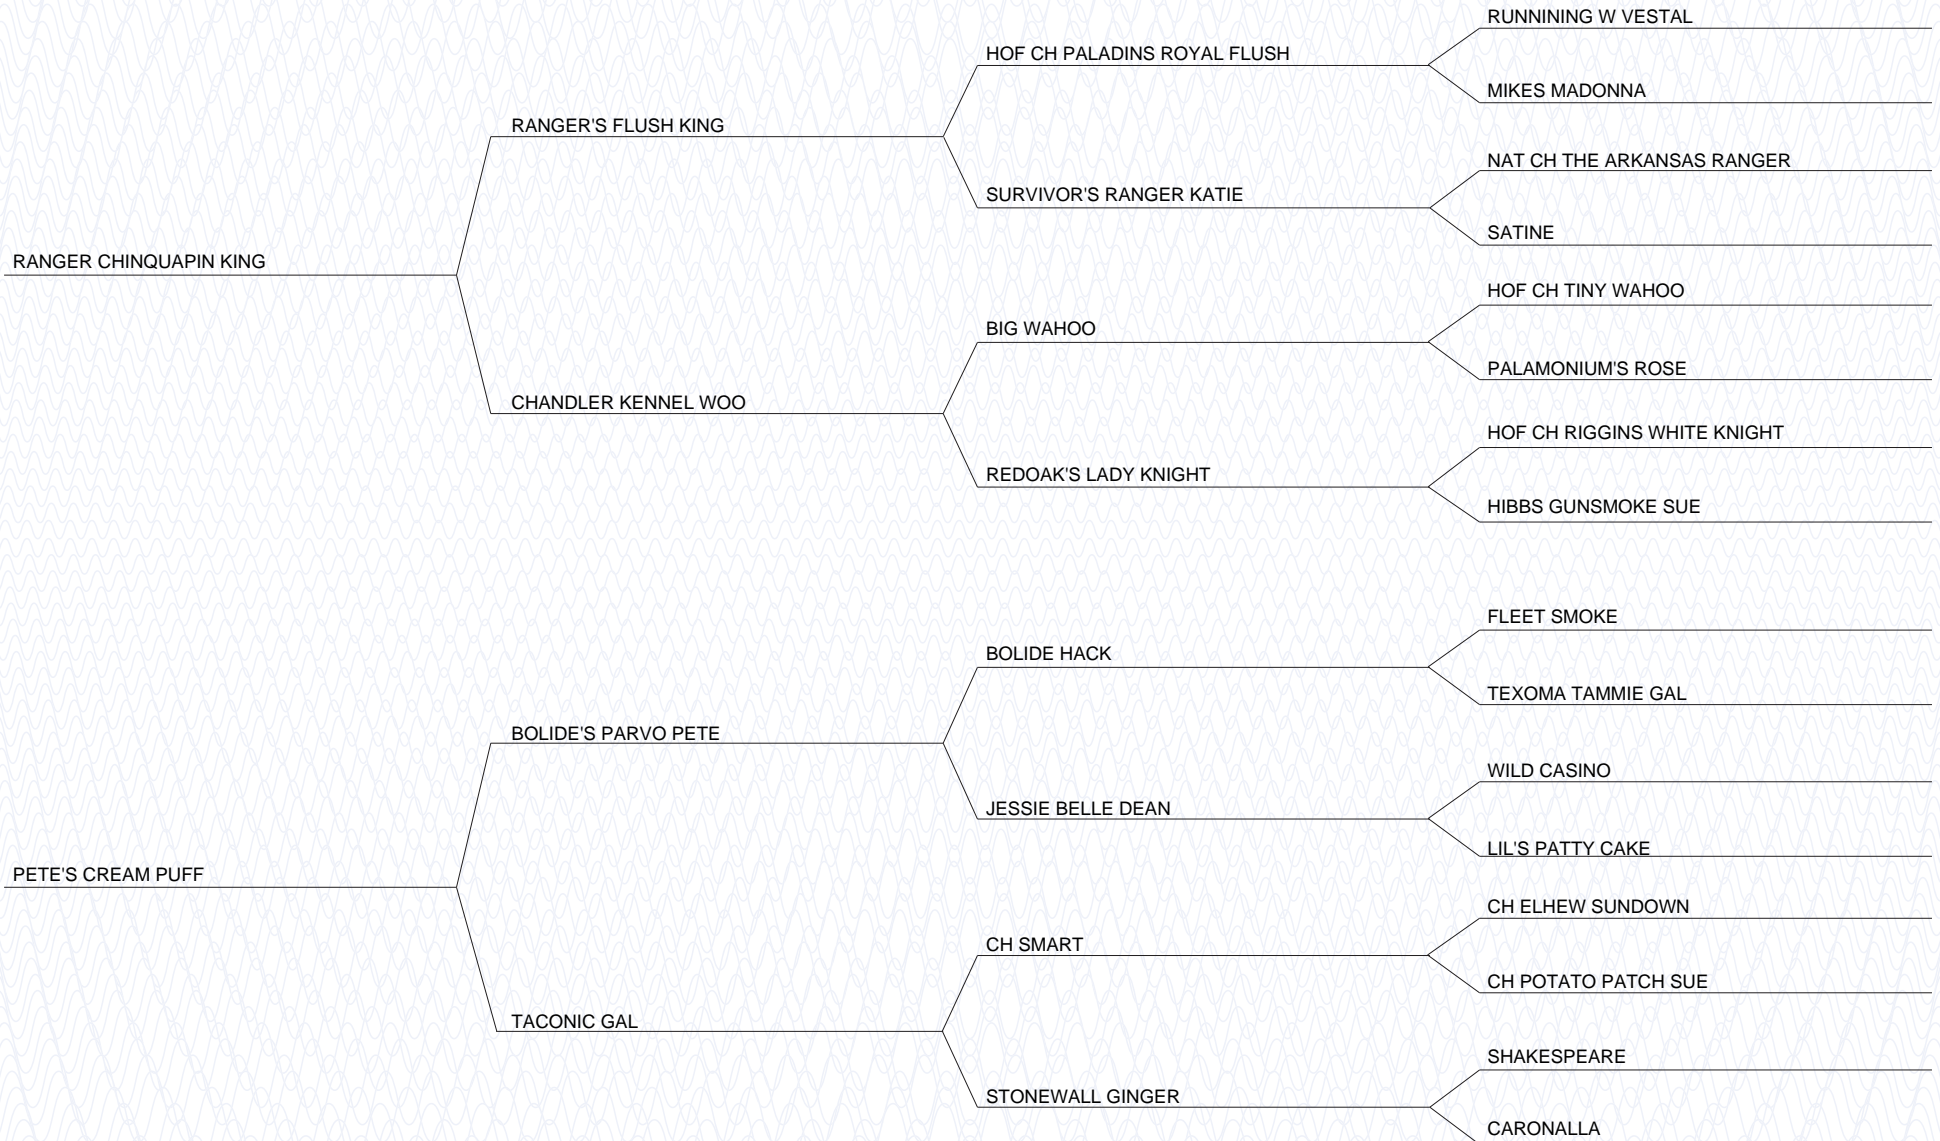 RUNNINING W VESTAL
HOF CH PALADINS ROYAL FLUSH
MIKES MADONNA
RANGER'S FLUSH KING
NAT CH THE ARKANSAS RANGER
SURVIVOR'S RANGER KATIE
SATINE
RANGER CHINQUAPIN KING
HOF CH TINY WAHOO
BIG WAHOO
PALAMONIUM'S ROSE
CHANDLER KENNEL WOO
HOF CH RIGGINS WHITE KNIGHT
REDOAK'S LADY KNIGHT
HIBBS GUNSMOKE SUE
FLEET SMOKE
BOLIDE HACK
TEXOMA TAMMIE GAL
BOLIDE'S PARVO PETE
WILD CASINO
JESSIE BELLE DEAN
LIL'S PATTY CAKE
PETE'S CREAM PUFF
CH ELHEW SUNDOWN
CH SMART
CH POTATO PATCH SUE
TACONIC GAL
SHAKESPEARE
STONEWALL GINGER
CARONALLA